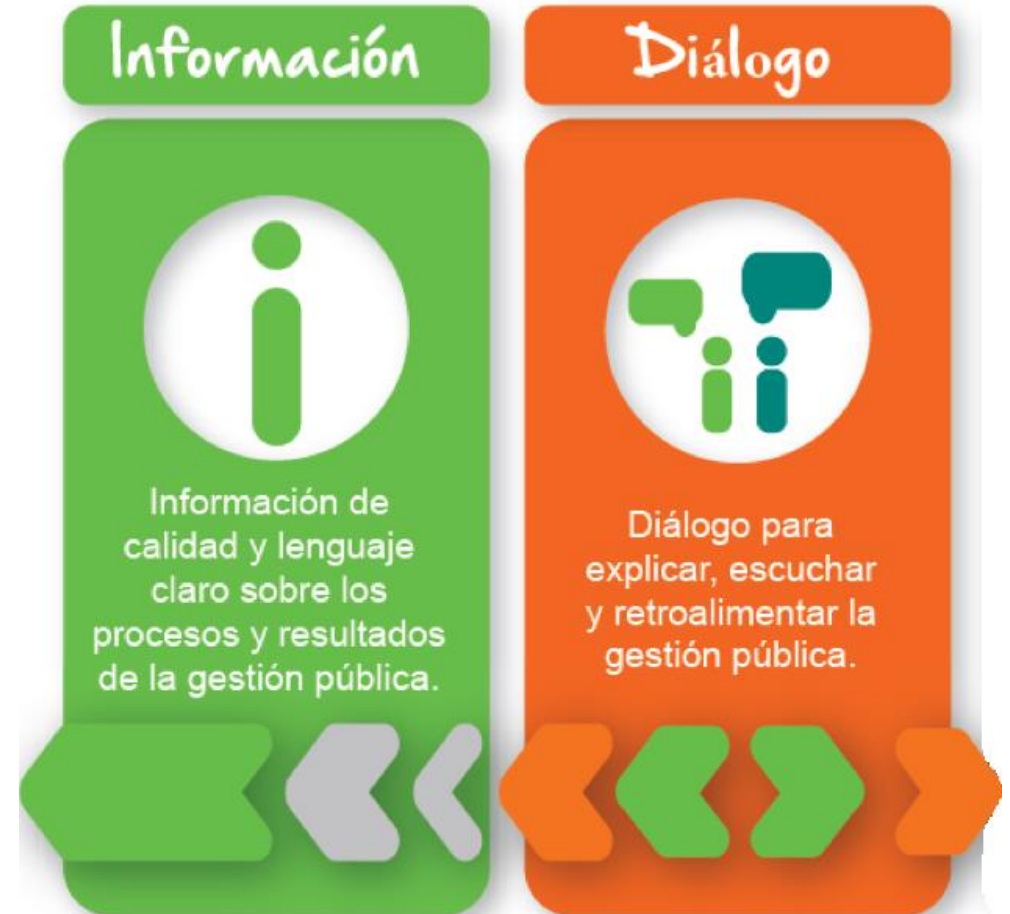 Información
Información de
calidad y lenguaje
claro sobre los
procesos y resultados
de la gestión pública.
Diálogo
Diálogo para
explicar, escuchar
y retroalimentar la
gestión pública.